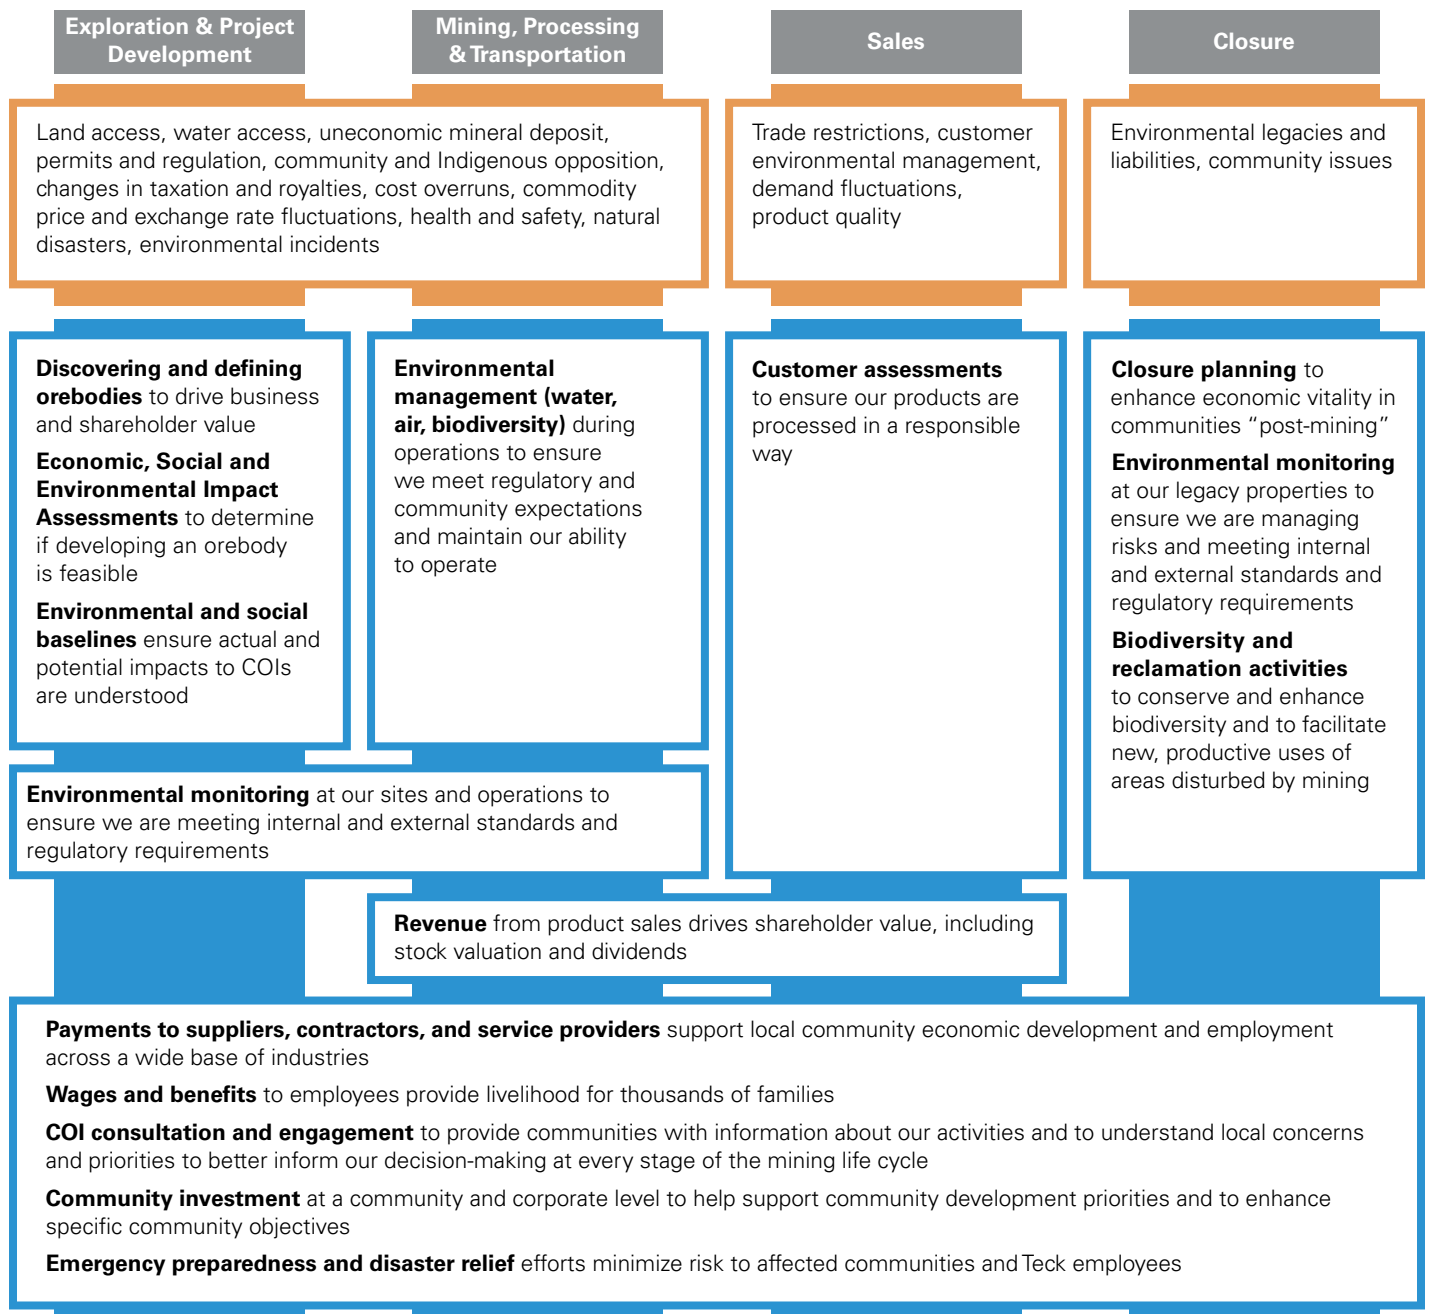 Exploration & Project
Development
Mining, Processing
& Transportation
Sales
Closure
Land access, water access, uneconomic mineral deposit,
permits and regulation, community and Indigenous opposition,
changes in taxation and royalties, cost overruns, commodity
price and exchange rate fluctuations, health and safety, natural
disasters, environmental incidents
Trade restrictions, customer
environmental management,
demand fluctuations,
product quality
Environmental legacies and
liabilities, community issues
Discovering and defining
orebodies to drive business
and shareholder value
Economic, Social and
Environmental Impact
Assessments to determine
if developing an orebody
is feasible
Environmental and social
baselines ensure actual and
potential impacts to COIs
are understood
Environmental
management (water,
air, biodiversity) during
operations to ensure
we meet regulatory and
community expectations
and maintain our ability
to operate
Customer assessments
to ensure our products are
processed in a responsible
way
Closure planning to
enhance economic vitality in
communities “post-mining”
Environmental monitoring
at our legacy properties to
ensure we are managing
risks and meeting internal
and external standards and
regulatory requirements
Biodiversity and
reclamation activities
to conserve and enhance
biodiversity and to facilitate
new, productive uses of
areas disturbed by mining
Environmental monitoring at our sites and operations to
ensure we are meeting internal and external standards and
regulatory requirements
Revenue from product sales drives shareholder value, including
stock valuation and dividends
Payments to suppliers, contractors, and service providers support local community economic development and employment
across a wide base of industries
Wages and benefits to employees provide livelihood for thousands of families
COI consultation and engagement to provide communities with information about our activities and to understand local concerns
and priorities to better inform our decision-making at every stage of the mining life cycle
Community investment at a community and corporate level to help support community development priorities and to enhance
specific community objectives
Emergency preparedness and disaster relief efforts minimize risk to affected communities and Teck employees